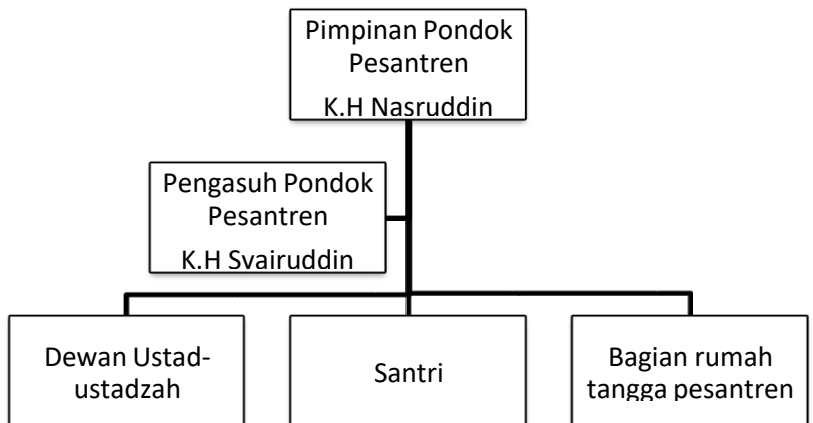 Pimpinan Pondok
Pesantren
K.H Nasruddin
Pengasuh Pondok
Pesantren
K.H Svairuddin
Dewan Ustad-
ustadzah
Santri
Bagian rumah
tangga pesantren